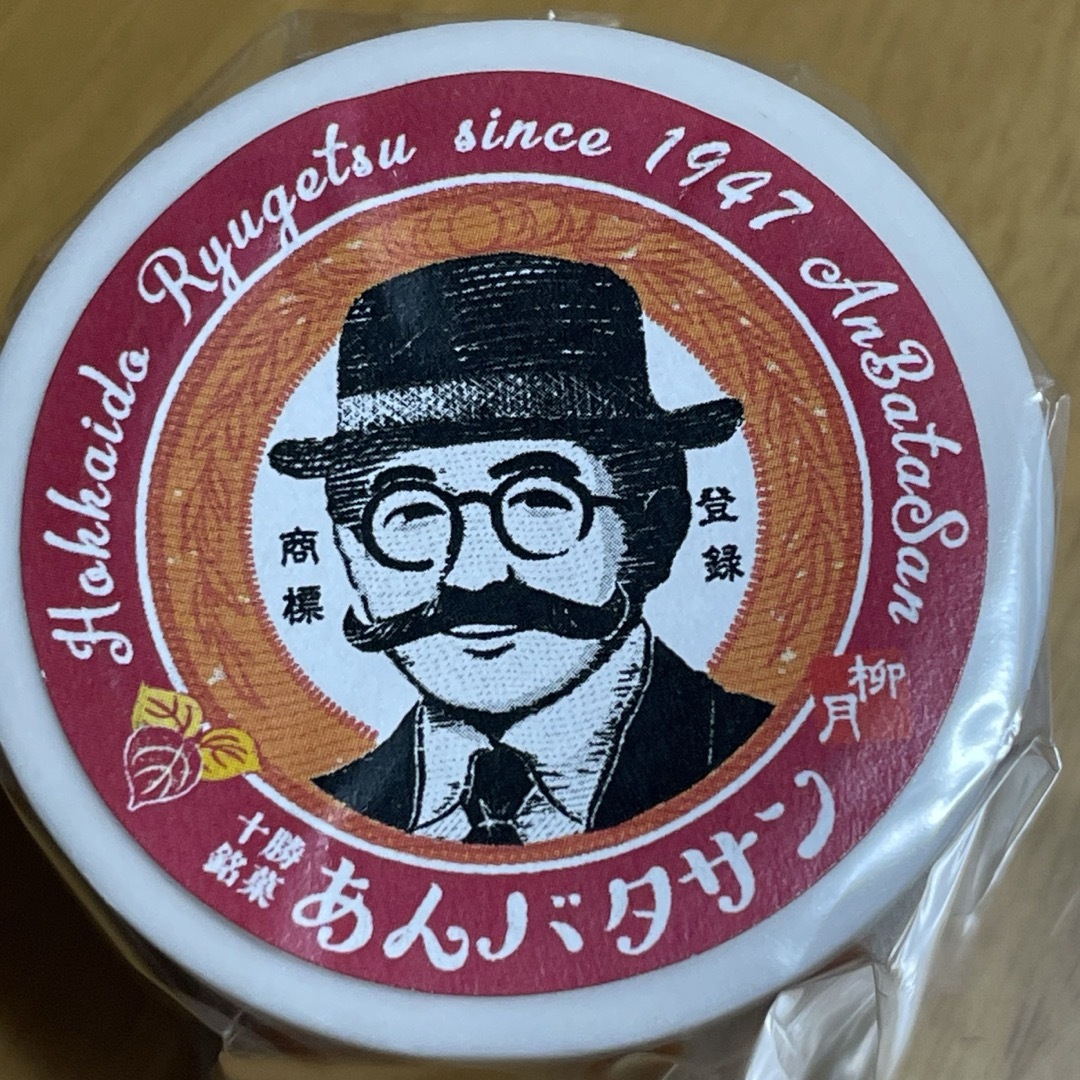 Hokkaido Ryugetsu since 1947 AnBataSan
登録
商標
柳月
十勝
銘菓
あんバタサン